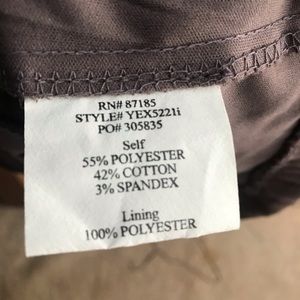 RN# 87185
STYLE# YEX5221i
PO# 305835
Self
55% POLYESTER
42% COTTON
3% SPANDEX
Lining
100% POLYESTER